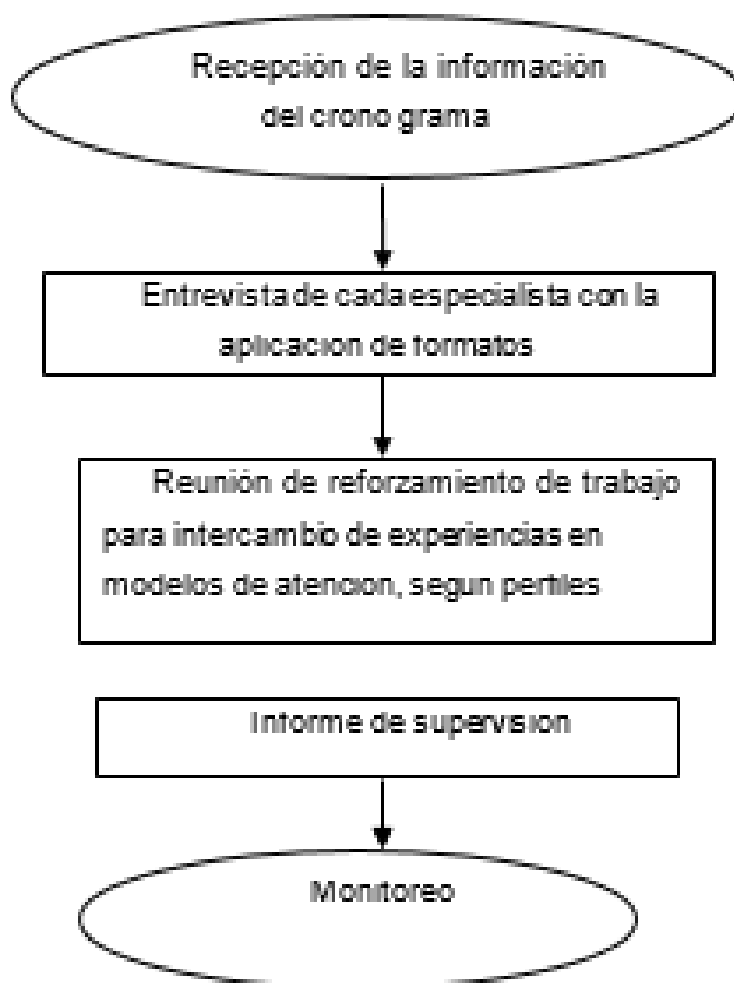 Recepción de la información
del crono grama
Entrevista de cada especialista con la
aplicacion de formatos
Reunión de reforzamiento de trabajo
para intercambio de experiencias en
modelos de atencion, segun perfiles
Informe de supervision
Monitoreo